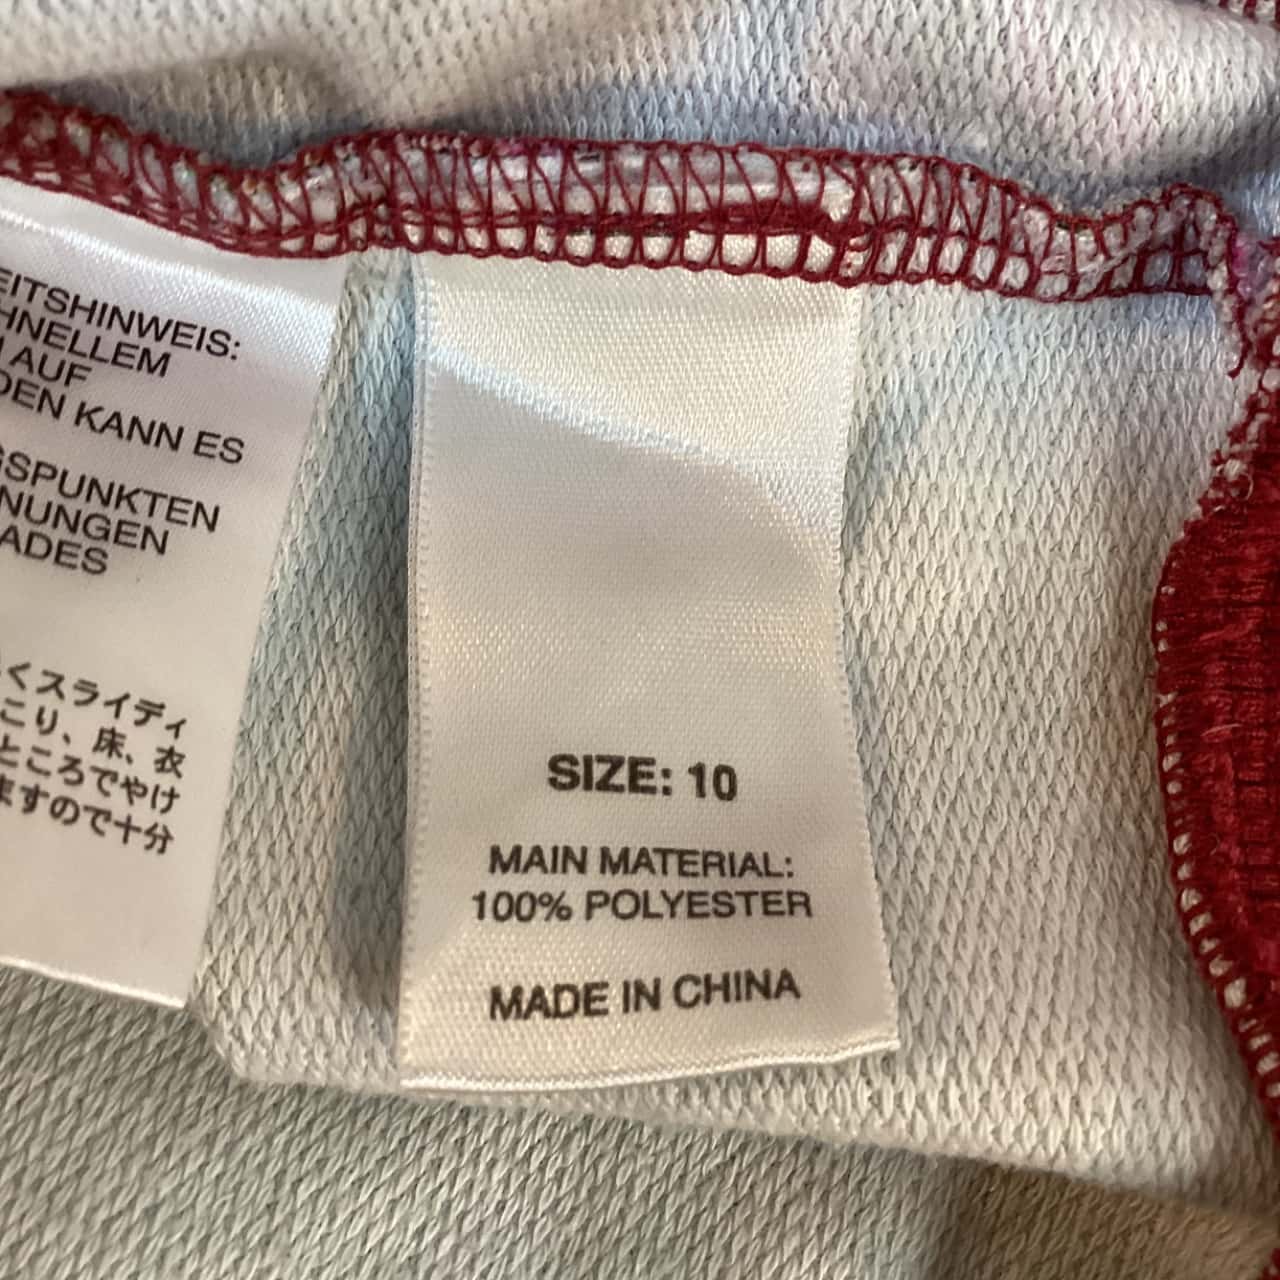 EITSHINWEIS:
HNELLEM
AUF
DEN KANN ES
GSPUNKTEN
NUNGEN
ADES
くスライディ
こり、床、衣
ところでやけ
ますので十分
SIZE: 10
MAIN MATERIAL:
100% POLYESTER
MADE IN CHINA